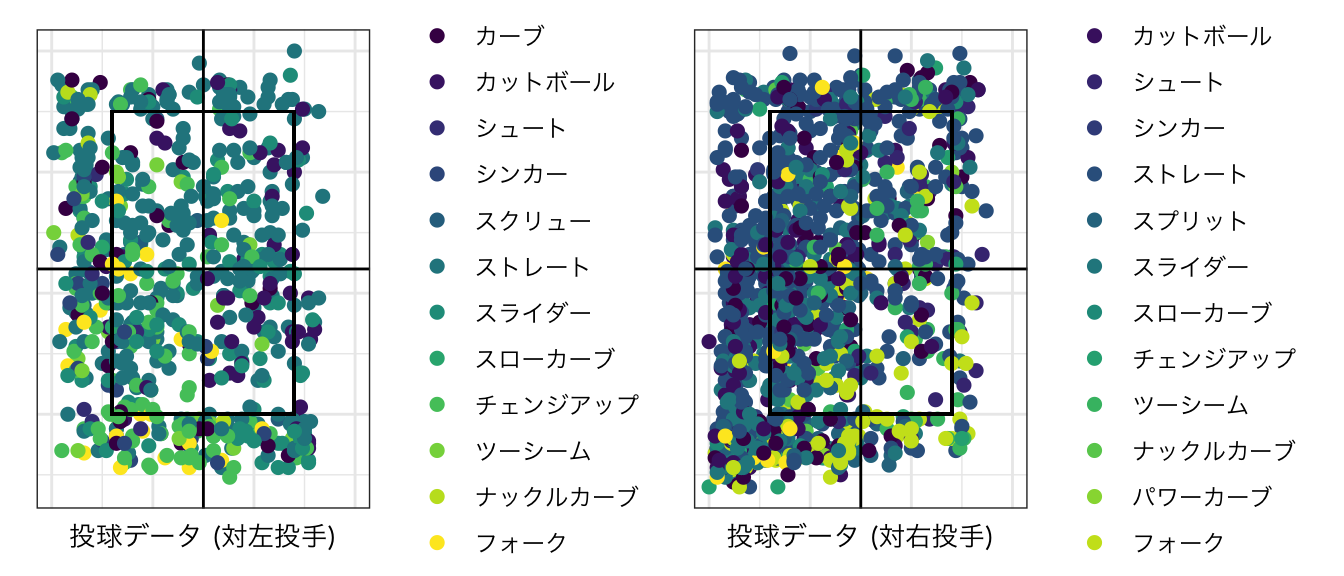 カーブ
カットボール
シュート
シンカー
スクリュー
ストレート
スライダー
スローカーブ
チェンジアップ
ツーシーム
ナックルカーブ
フォーク
投球データ (対左投手)
カットボール
シュート
シンカー
ストレート
スプリット
スライダー
スローカーブ
チェンジアップ
ツーシーム
ナックルカーブ
パワーカーブ
フォーク
投球データ (対右投手)